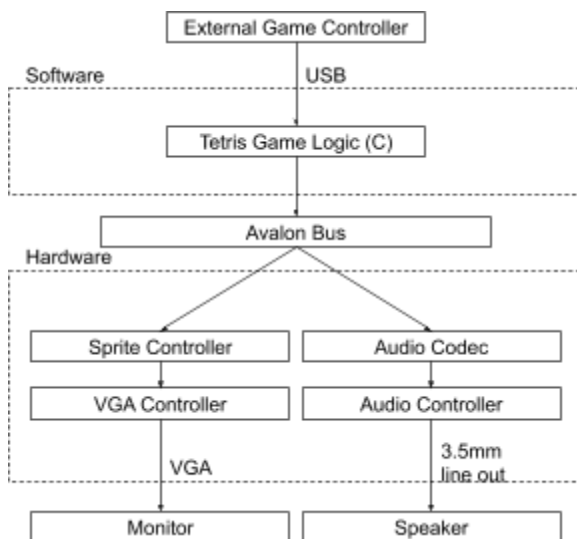 External Game Controller
Software
USB
Tetris Game Logic (C)
Avalon Bus
Hardware
Sprite Controller
Audio Codec
VGA Controller
Audio Controller
VGA
3.5mm
line out
Monitor
Speaker